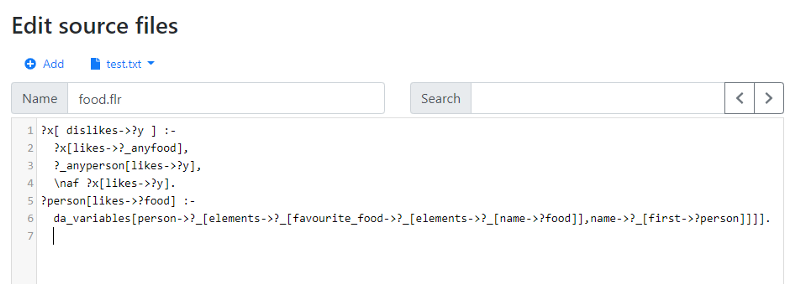 Edit source files
Add test.txt
Name food.flr Search
1 ?x[ dislikes->?y ] :-
2 ?x[likes->?_anyfood],
3 ?_anyperson[likes->?y],
4 \naf ?x[likes->?y].
5 ?person[likes->?food] :-
6 da_variables[person->?_[elements->?_[favourite_food->?_[elements->?_[name->?food]],name->?_[first->?person]]]].
7